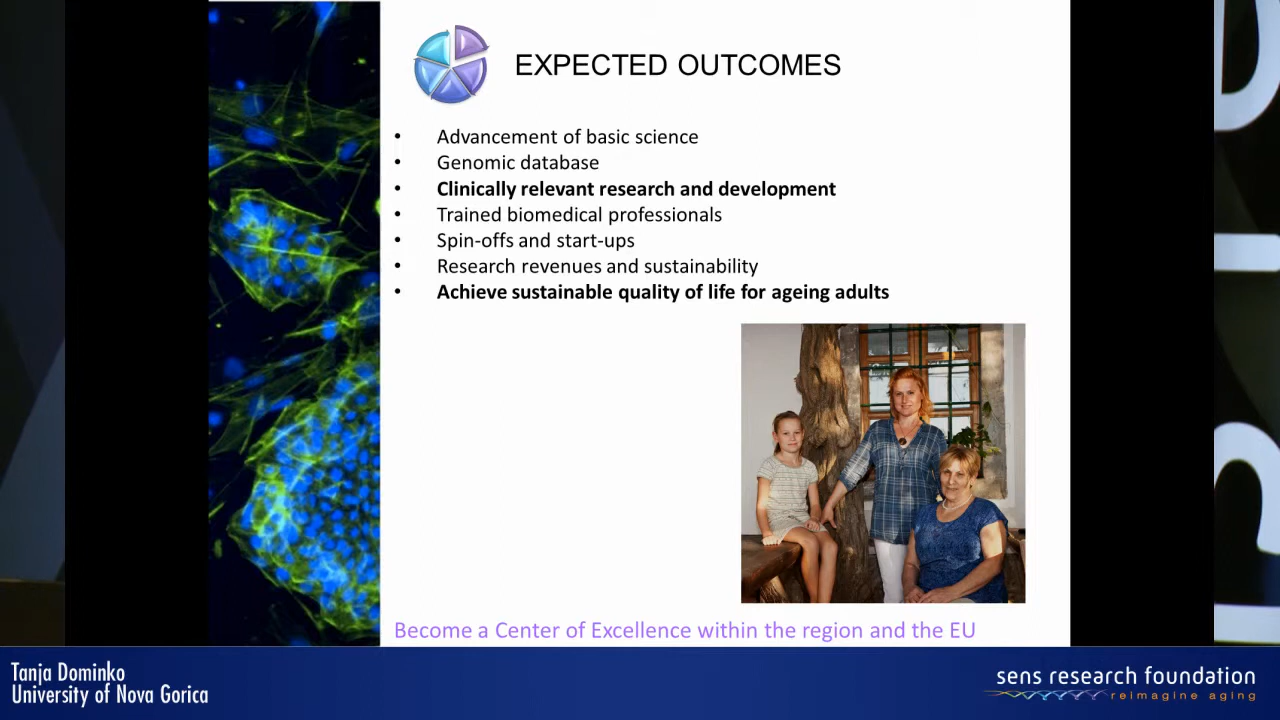 EXPECTED OUTCOMES
• Advancement of basic science
• Genomic database
• Clinically relevant research and development
• Trained biomedical professionals
• Spin-offs and start-ups
• Research revenues and sustainability
• Achieve sustainable quality of life for ageing adults
Become a Center of Excellence within the region and the EU
Tanja Dominko
University of Nova Gorica
sens research foundation
reimagine aging